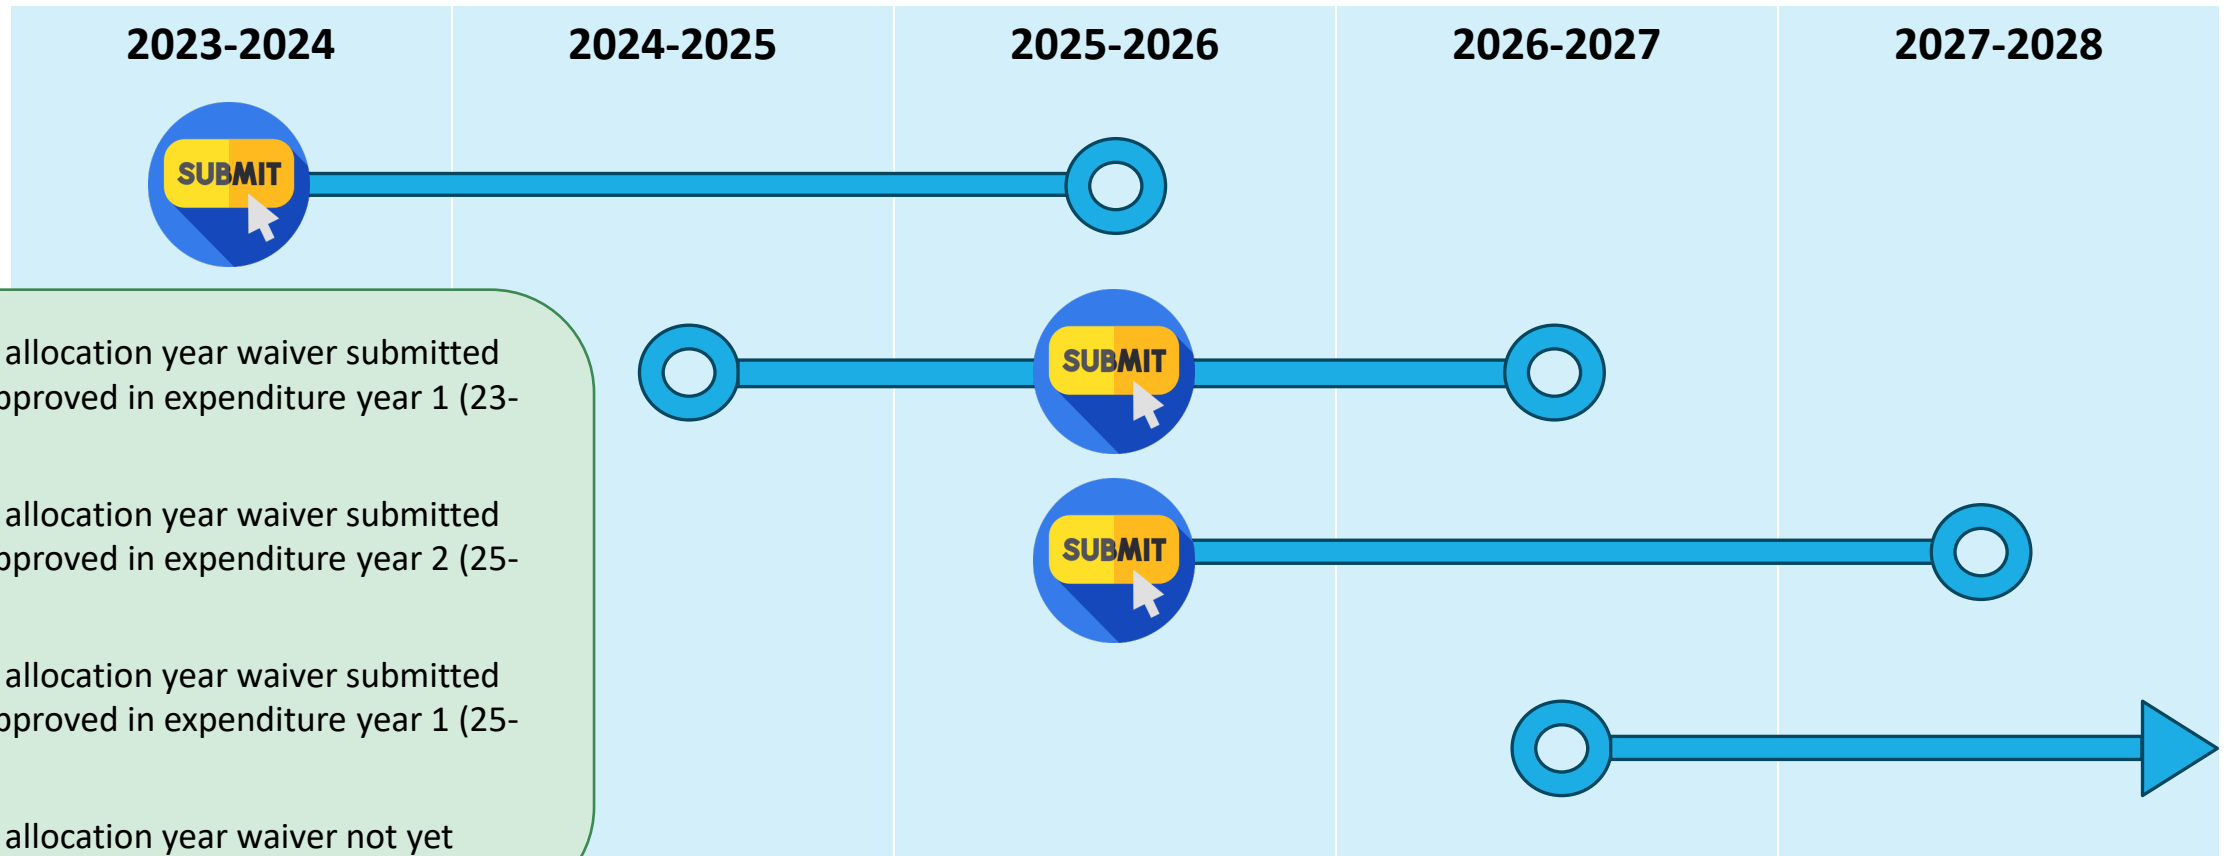 2023-2024 2024-2025 2025-2026 2026-2027 2027-2028
SUBMIT
allocation year waiver submitted
SUBMIT
pproved in expenditure year 1 (23-
allocation year waiver submitted
pproved in expenditure year 2 (25-
SUBMIT
allocation year waiver submitted
pproved in expenditure year 1 (25-
allocation year waiver not yet